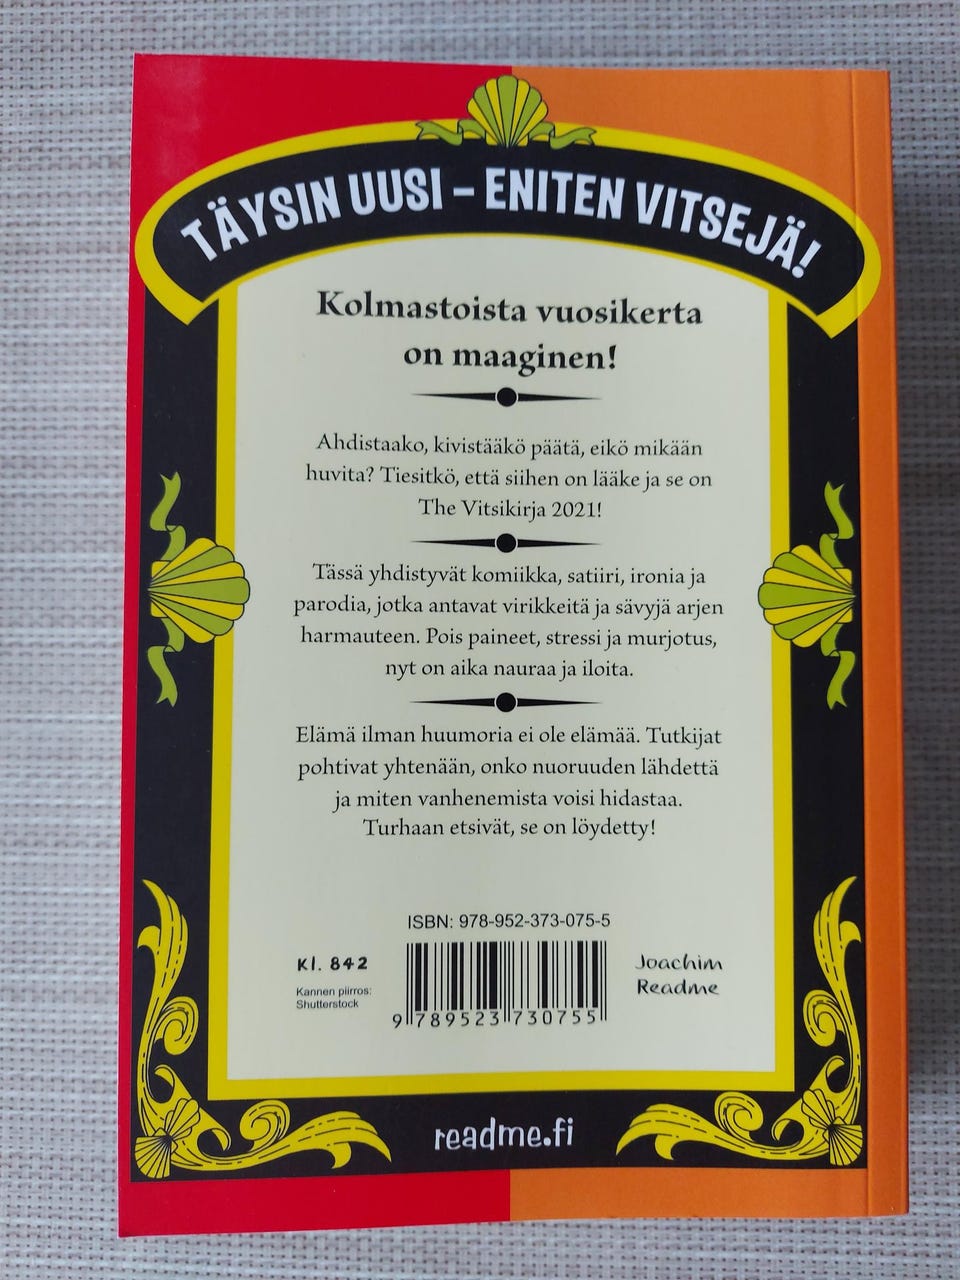 TÄYSIN UUSI – ENITEN VITSEJÄ!
Kolmastoista vuosikerta
on maaginen!
Ahdistaako, kivistääkö päätä, eikö mikään
huvita? Tiesitkö, että siihen on lääke ja se on
The Vitsikirja 2021!
Tässä yhdistyvät komiikka, satiiri, ironia ja
parodia, jotka antavat virikkeitä ja sävyjä arjen
harmauteen. Pois paineet, stressi ja murjotus,
nyt on aika nauraa ja iloita.
Elämä ilman huumoria ei ole elämää. Tutkijat
pohtivat yhtenään, onko nuoruuden lähdettä
ja miten vanhenemista voisi hidastaa.
Turhaan etsivät, se on löydetty!
ISBN: 978-952-373-075-5
Kl. 842
Kannen piirros:
Shutterstock
9 789523 730755
Joachim
Readme
readme.fi